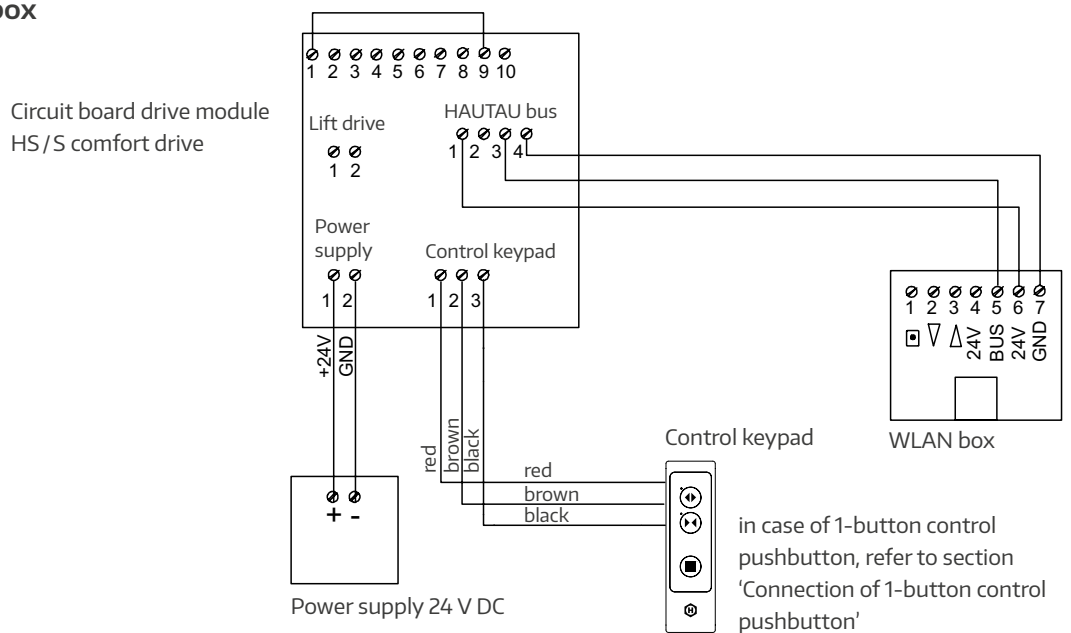 box
1 2 3 4 5 6 7 8 9 10
Circuit board drive module
HS / S comfort drive
Lift drive
1 2
HAUTAU bus
1 2 3 4
Power
supply
1 2
Control keypad
1 2 3
+24V
GND
red
brown
black
red
brown
black
+ -
Power supply 24 V DC
Control keypad
H
in case of 1-button control
pushbutton, refer to section
‘Connection of 1-button control
pushbutton’
1 2 3 4 5 6 7
24V
BUS
24V
GND
WLAN box